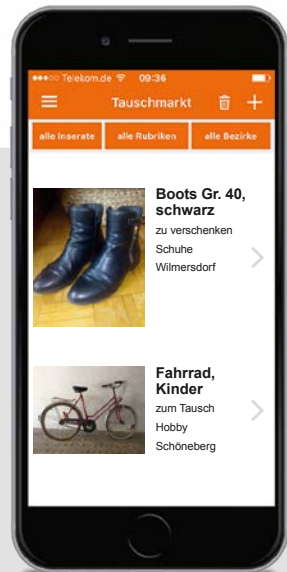 ●●●○○ Telekom.de 09:36
Tauschmarkt
alle Inserate alle Rubriken alle Bezirke
Boots Gr. 40,
schwarz
zu verschenken
Schuhe
Wilmersdorf
Fahrrad,
Kinder
zum Tausch
Hobby
Schöneberg